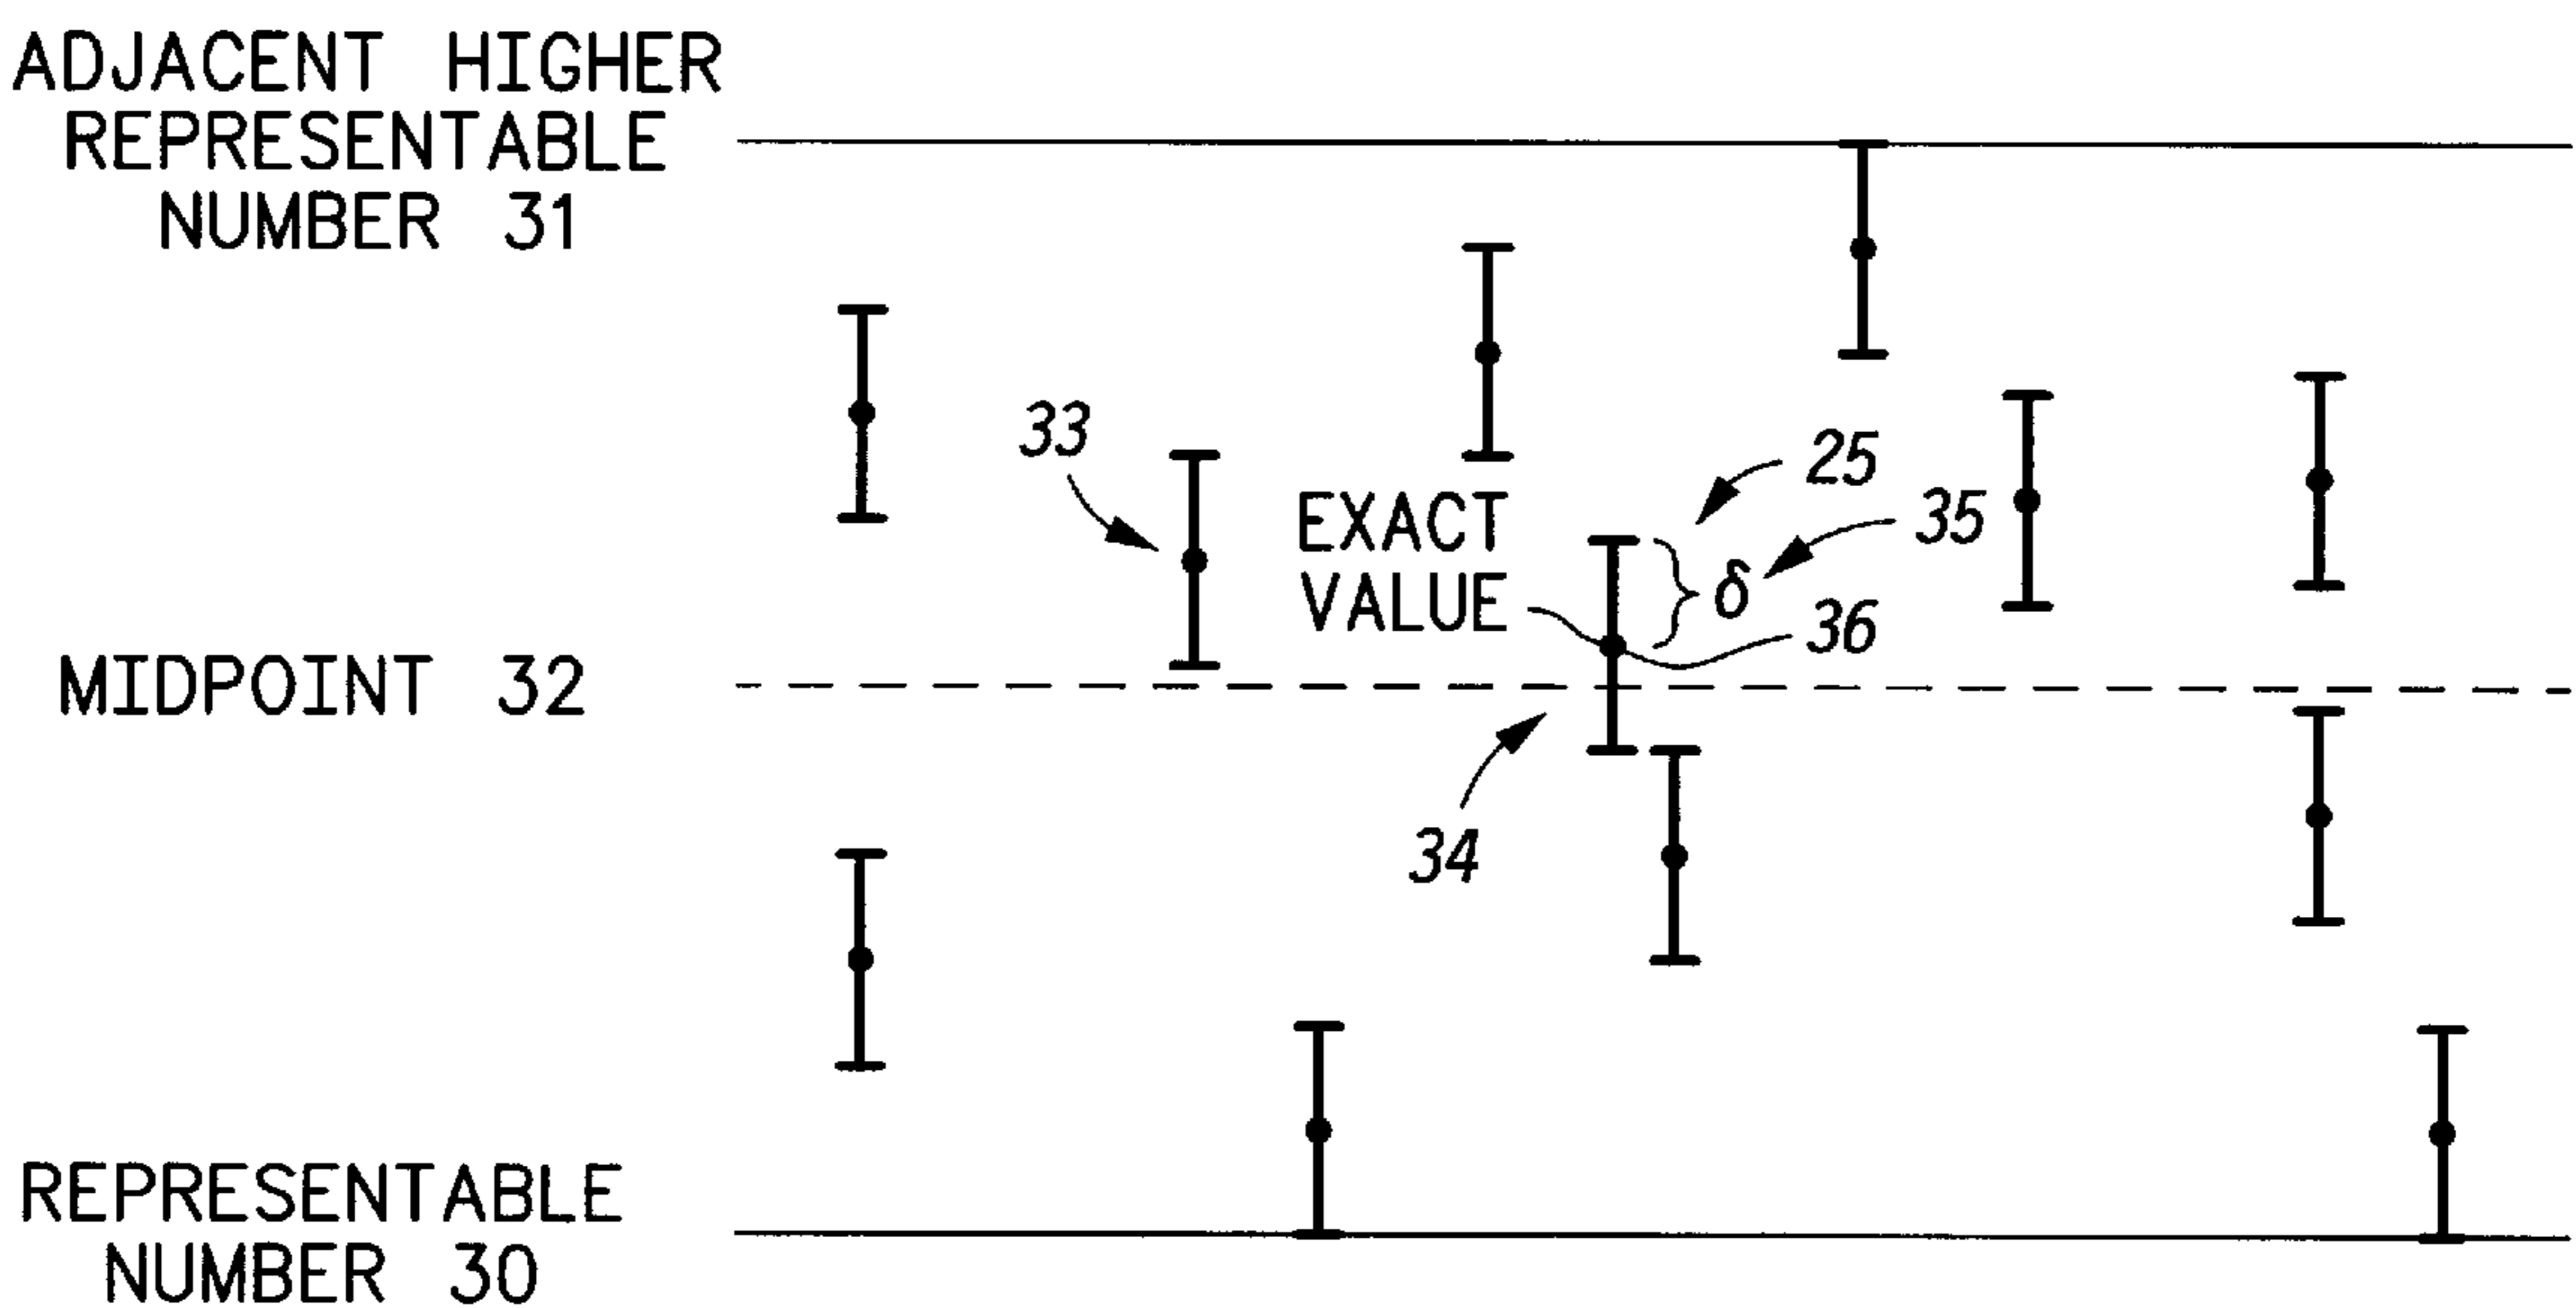 ADJACENT HIGHER
REPRESENTABLE
NUMBER 31
33
25
EXACT
VALUE
δ
35
36
MIDPOINT 32
34
REPRESENTABLE
NUMBER 30